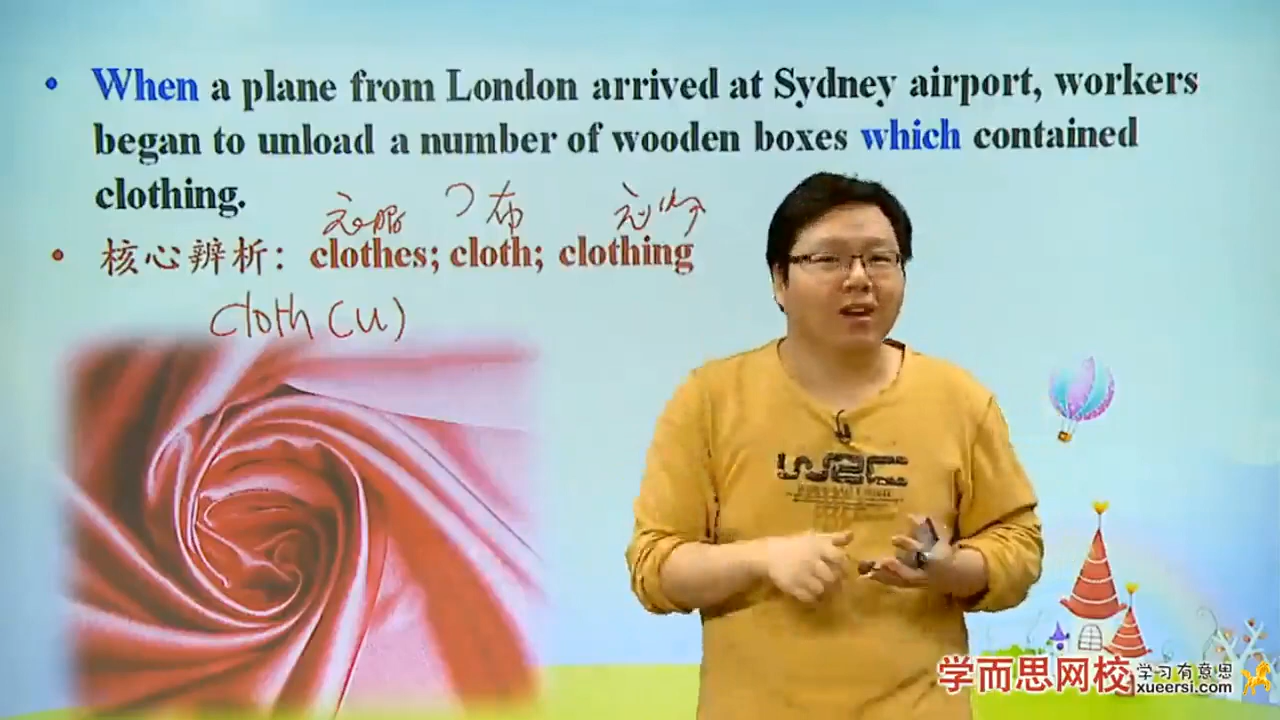 • When a plane from London arrived at Sydney airport, workers
began to unload a number of wooden boxes which contained
clothing.
衣服 布 衣物
• 核心辨析：clothes; cloth; clothing
cloth (u)
学而思网校 学习有意思
xueersi.com